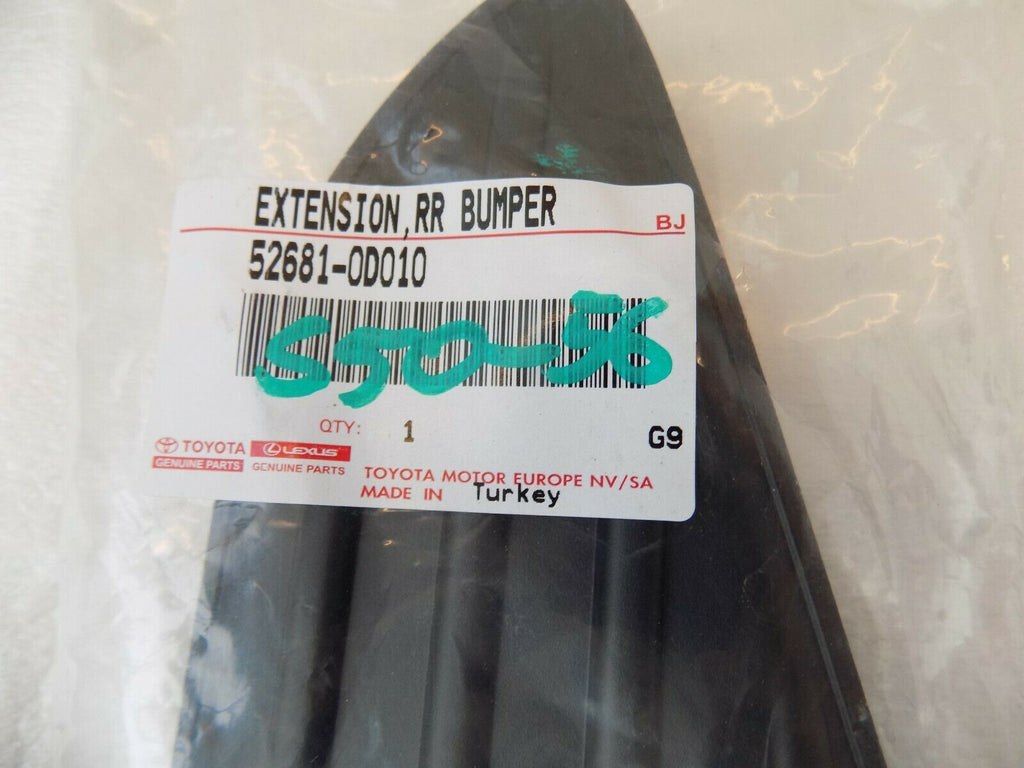 EXTENSION,RR BUMPER
BJ
52681-0D010
S50-56
QTY: 1
G9
TOYOTA
GENUINE PARTS
LEXUS
GENUINE PARTS
TOYOTA MOTOR EUROPE NV/SA
MADE IN Turkey